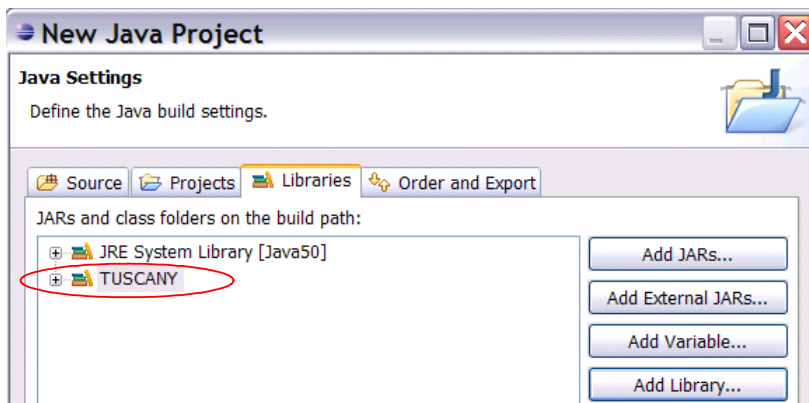 New Java Project
Java Settings
Define the Java build settings.
Source Projects Libraries Order and Export
JARs and class folders on the build path:
JRE System Library [Java50]
TUSCANY
Add JARs...
Add External JARs...
Add Variable...
Add Library...